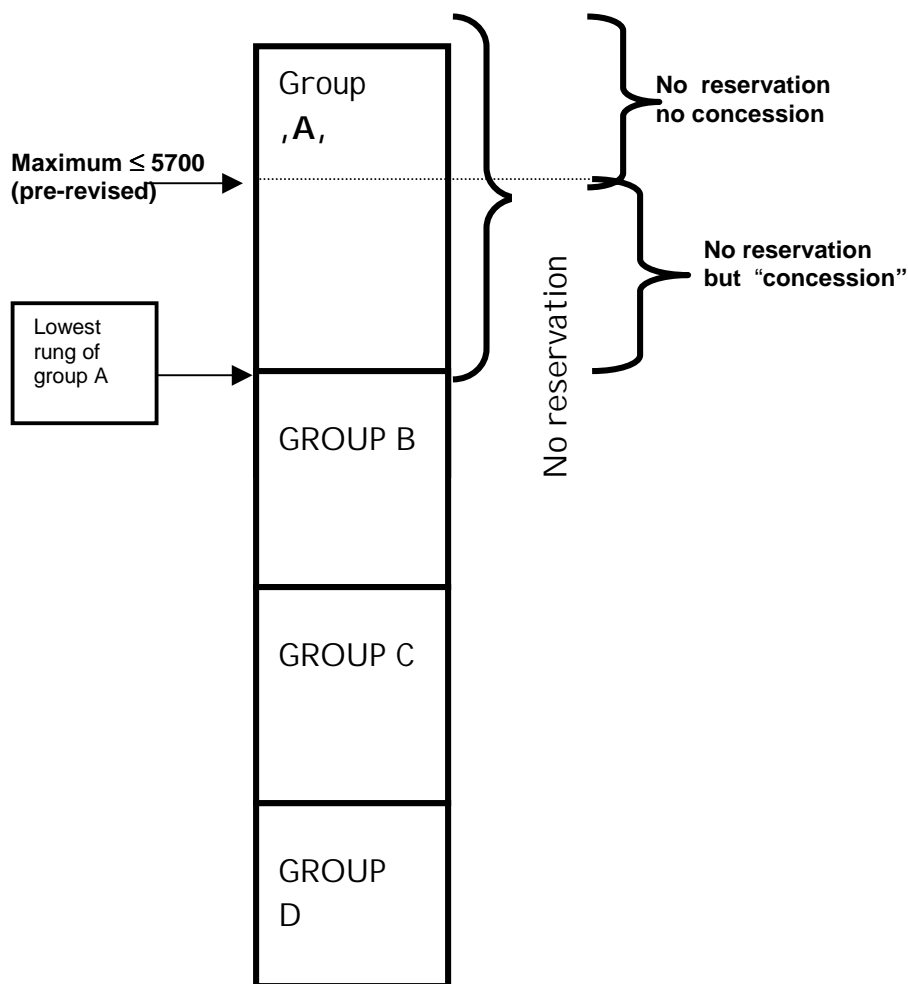 Group
‚A‚
No reservation
no concession
Maximum ≤ 5700
(pre-revised)
No reservation
but “concession”
No reservation
Lowest
rung of
group A
GROUP B
GROUP C
GROUP
D